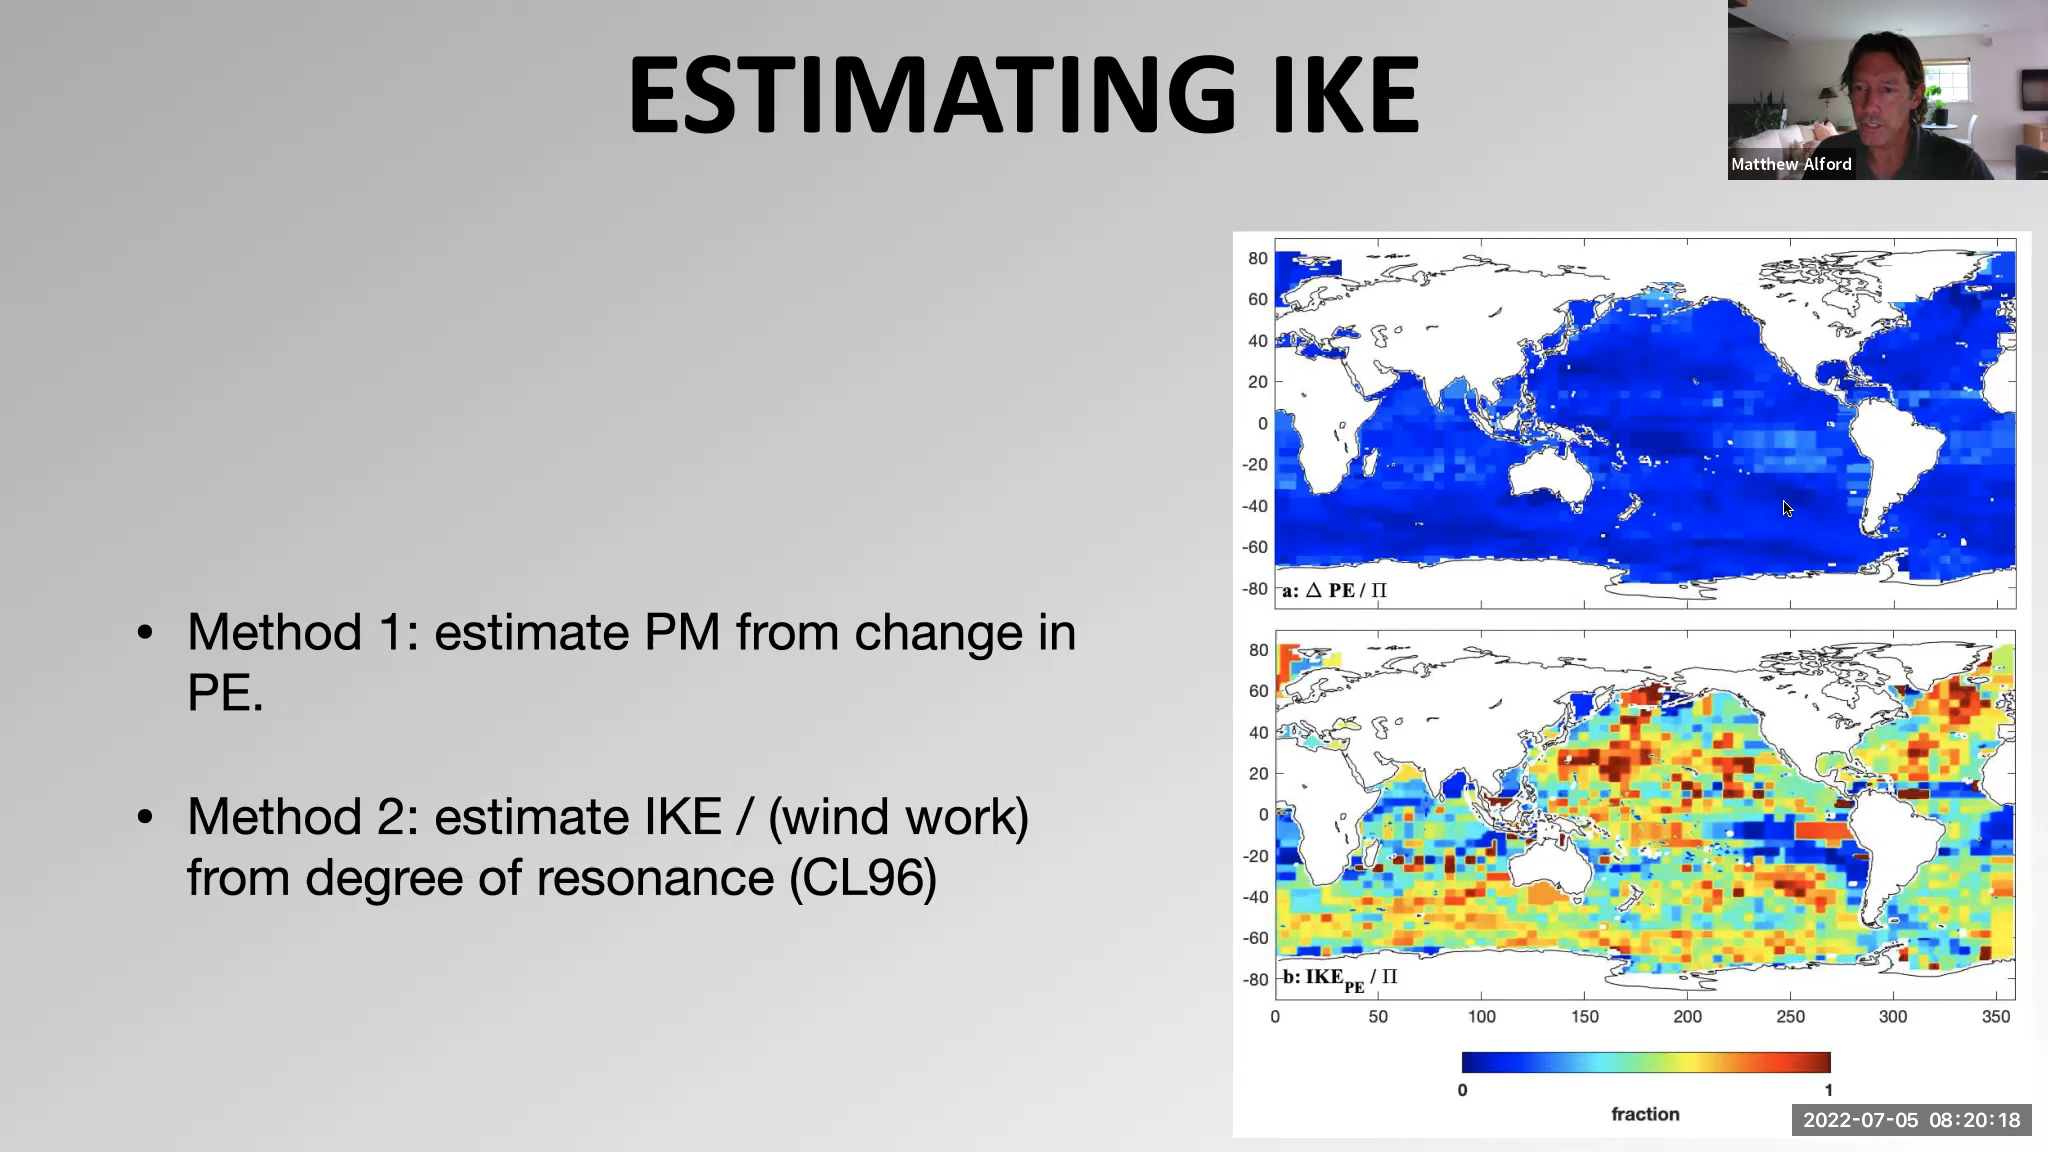 ESTIMATING IKE
Matthew Alford
• Method 1: estimate PM from change in
PE.
• Method 2: estimate IKE / (wind work)
from degree of resonance (CL96)
80
60
40
20
0
-20
-40
-60
-80
a: Δ PE / Π
80
60
40
20
0
-20
-40
-60
-80
b: IKE PE / Π
0 50 100 150 200 250 300 350
0 1
fraction
2022-07-05 08:20:18